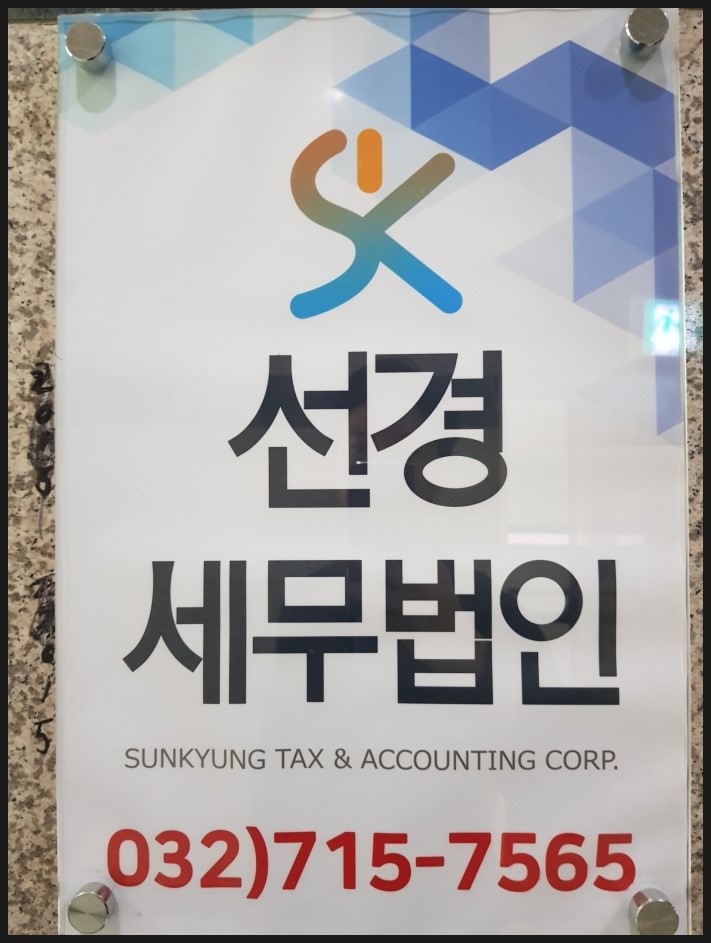 선경
세무법인
SUNKYUNG TAX & ACCOUNTING CORP.
032)715-7565